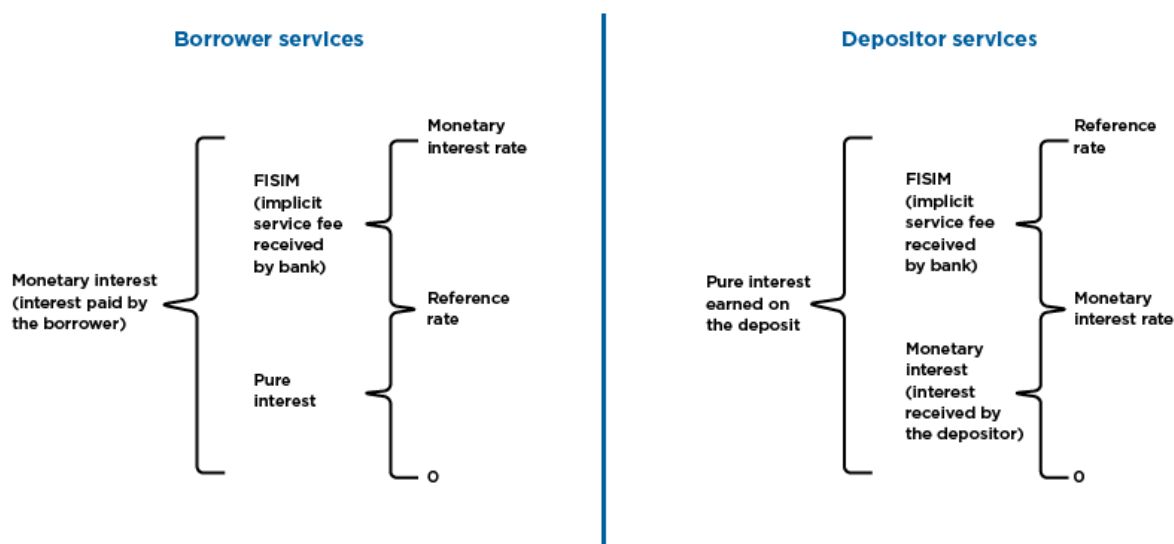 Borrower services
Monetary interest
(interest paid by
the borrower)
FISIM
(implicit
service fee
received
by bank)
Pure
interest
Monetary
interest rate
Reference
rate
0
Depositor services
Pure interest
earned on
the deposit
FISIM
(implicit
service fee
received
by bank)
Monetary
interest
(interest
received by
the depositor)
Reference
rate
Monetary
interest rate
0